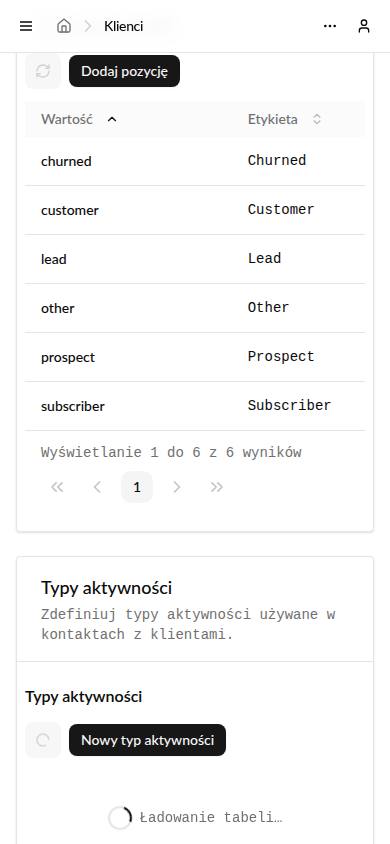 Klienci
Dodaj pozycję
Wartość Etykieta
churned Churned
customer Customer
lead Lead
other Other
prospect Prospect
subscriber Subscriber
Wyświetlanie 1 do 6 z 6 wyników
1
Typy aktywności
Zdefiniuj typy aktywności używane w
kontaktach z klientami.
Typy aktywności
Nowy typ aktywności
Ładowanie tabeli…